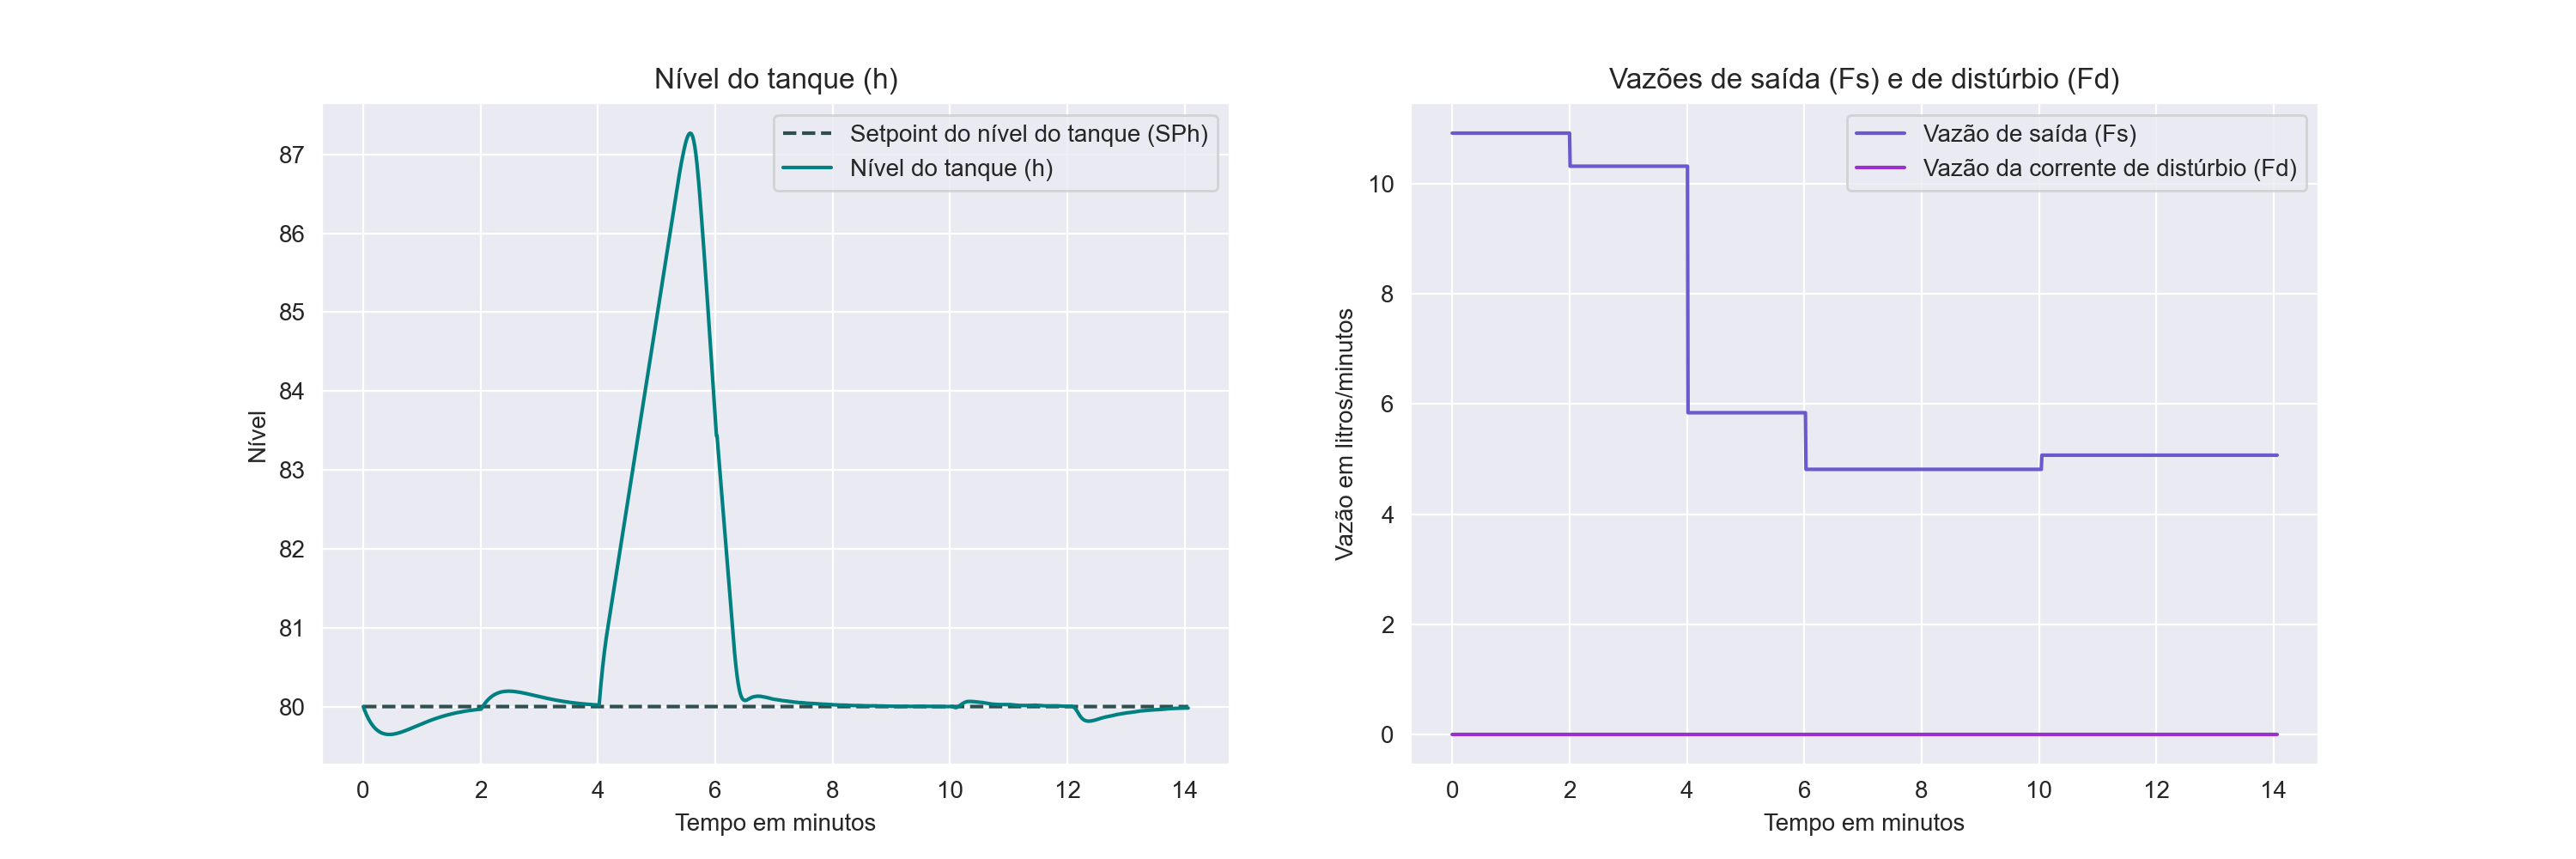 Nível do tanque (h)
Setpoint do nível do tanque (SPh)
Nível do tanque (h)
87
86
85
84
83
82
81
80
Nível
0 2 4 6 8 10 12 14
Tempo em minutos
Vazões de saída (Fs) e de distúrbio (Fd)
Vazão de saída (Fs)
Vazão da corrente de distúrbio (Fd)
10
8
6
4
2
0
Vazão em litros/minutos
0 2 4 6 8 10 12 14
Tempo em minutos